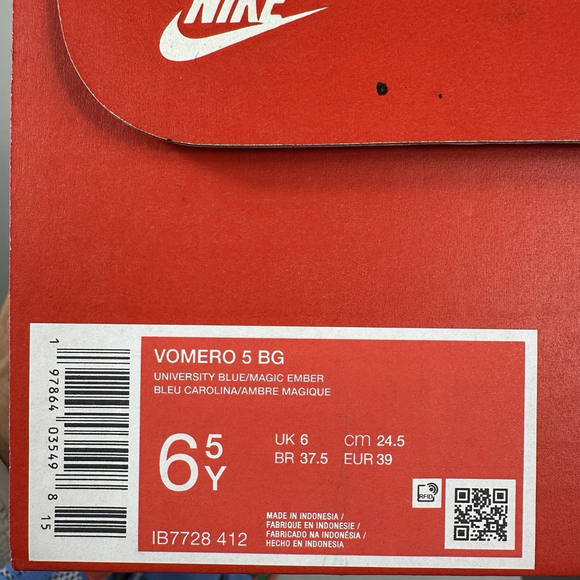 NIKE
VOMERO 5 BG
UNIVERSITY BLUE/MAGIC EMBER
BLEU CAROLINA/AMBRE MAGIQUE
6 5 Y
UK 6 cm 24.5
BR 37.5 EUR 39
RFID
MADE IN INDONESIA /
FABRIQUE EN INDONESIE /
FABRICADO NA INDONÉSIA /
HECHO EN INDONESIA
IB7728 412
1 97864 03549 8 15